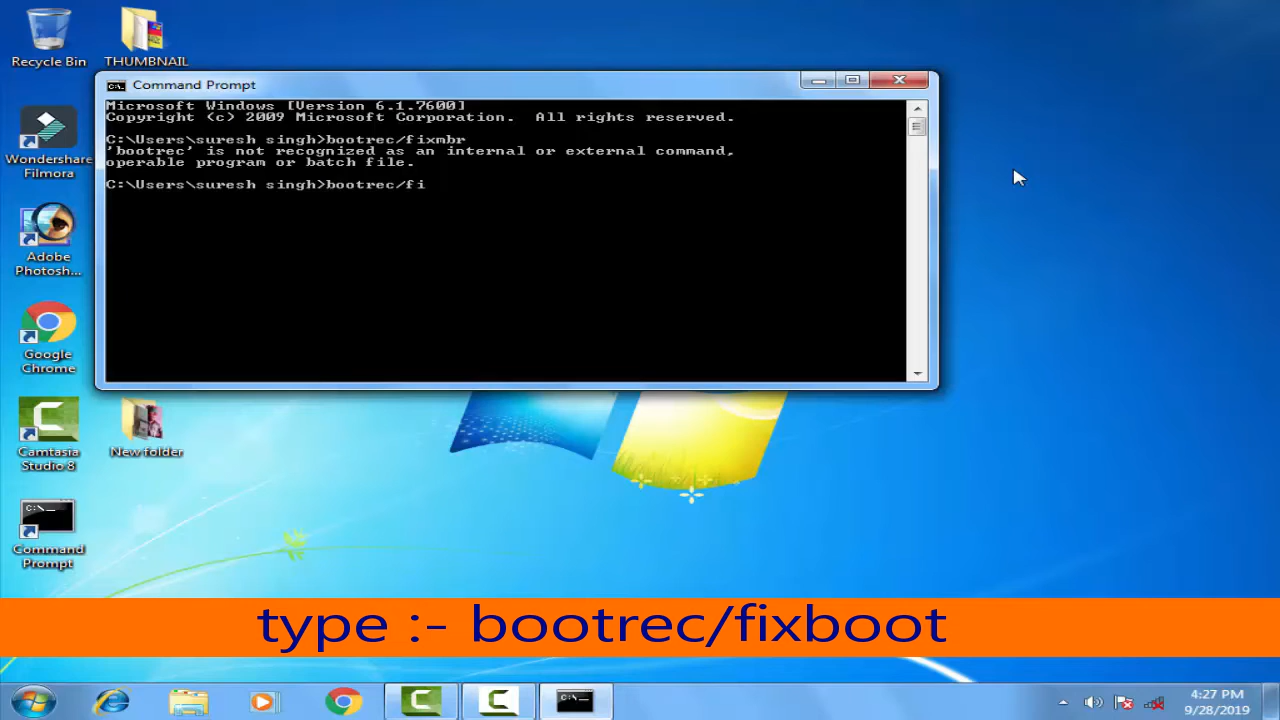 Recycle Bin
THUMBNAIL
Command Prompt
Microsoft Windows [Version 6.1.7600]
Copyright (c) 2009 Microsoft Corporation.  All rights reserved.
C:\Users\suresh singh>bootrec/fixmbr
'bootrec' is not recognized as an internal or external command,
operable program or batch file.
C:\Users\suresh singh>bootrec/fi
Wondershare
Filmora
Adobe
Photosh...
Google
Chrome
Camtasia
Studio 8
New folder
Command
Prompt
type :- bootrec/fixboot
4:27 PM
9/28/2019